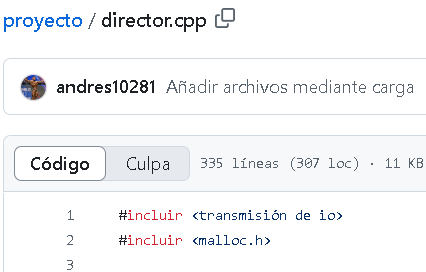 proyecto / director.cpp
andres10281 Añadir archivos mediante carga
Código Culpa 335 líneas (307 loc) · 11 KB
1 #incluir <transmisión de io>
2 #incluir <malloc.h>
3